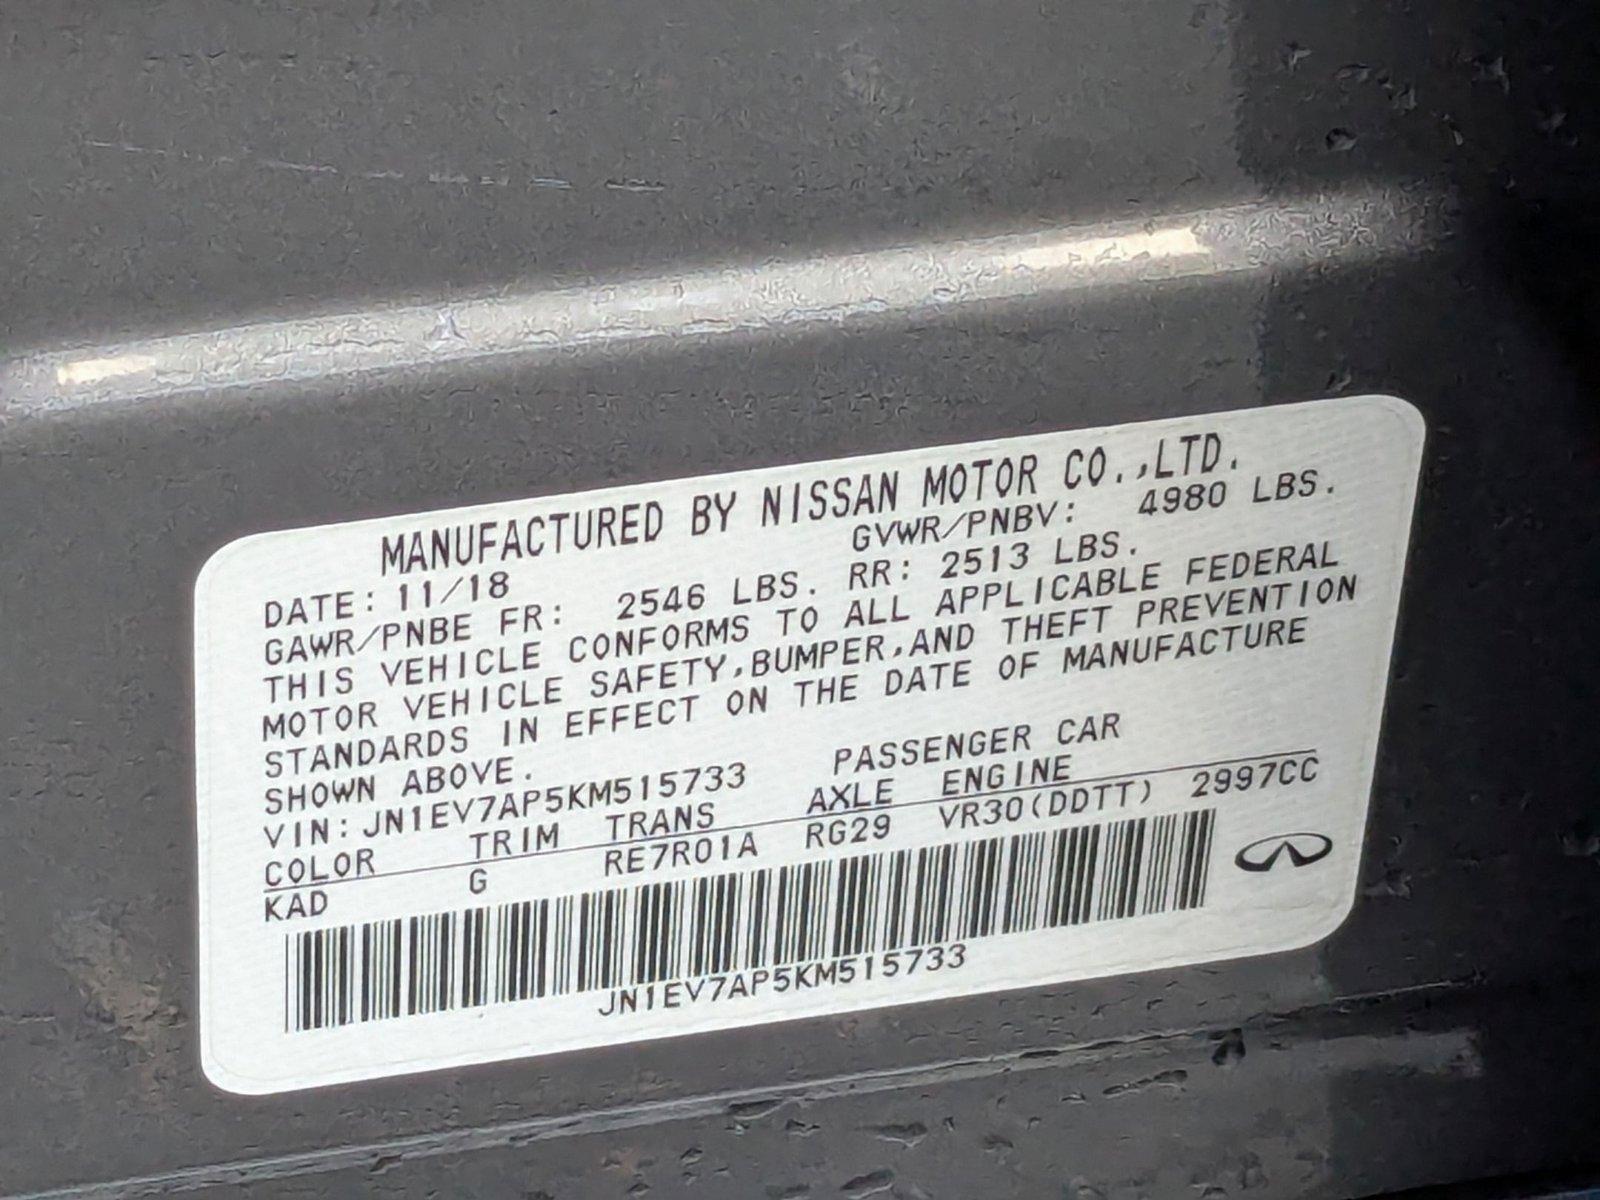 MANUFACTURED BY NISSAN MOTOR CO.,LTD.
DATE: 11/18 GVWR/PNBV: 4980 LBS.
GAWR/PNBE FR: 2546 LBS. RR: 2513 LBS.
THIS VEHICLE CONFORMS TO ALL APPLICABLE FEDERAL
MOTOR VEHICLE SAFETY,BUMPER,AND THEFT PREVENTION
STANDARDS IN EFFECT ON THE DATE OF MANUFACTURE
SHOWN ABOVE.
VIN: JN1EV7AP5KM515733 PASSENGER CAR
COLOR TRIM TRANS AXLE ENGINE
KAD G RE7R01A RG29 VR30(DDTT) 2997CC
JN1EV7AP5KM515733